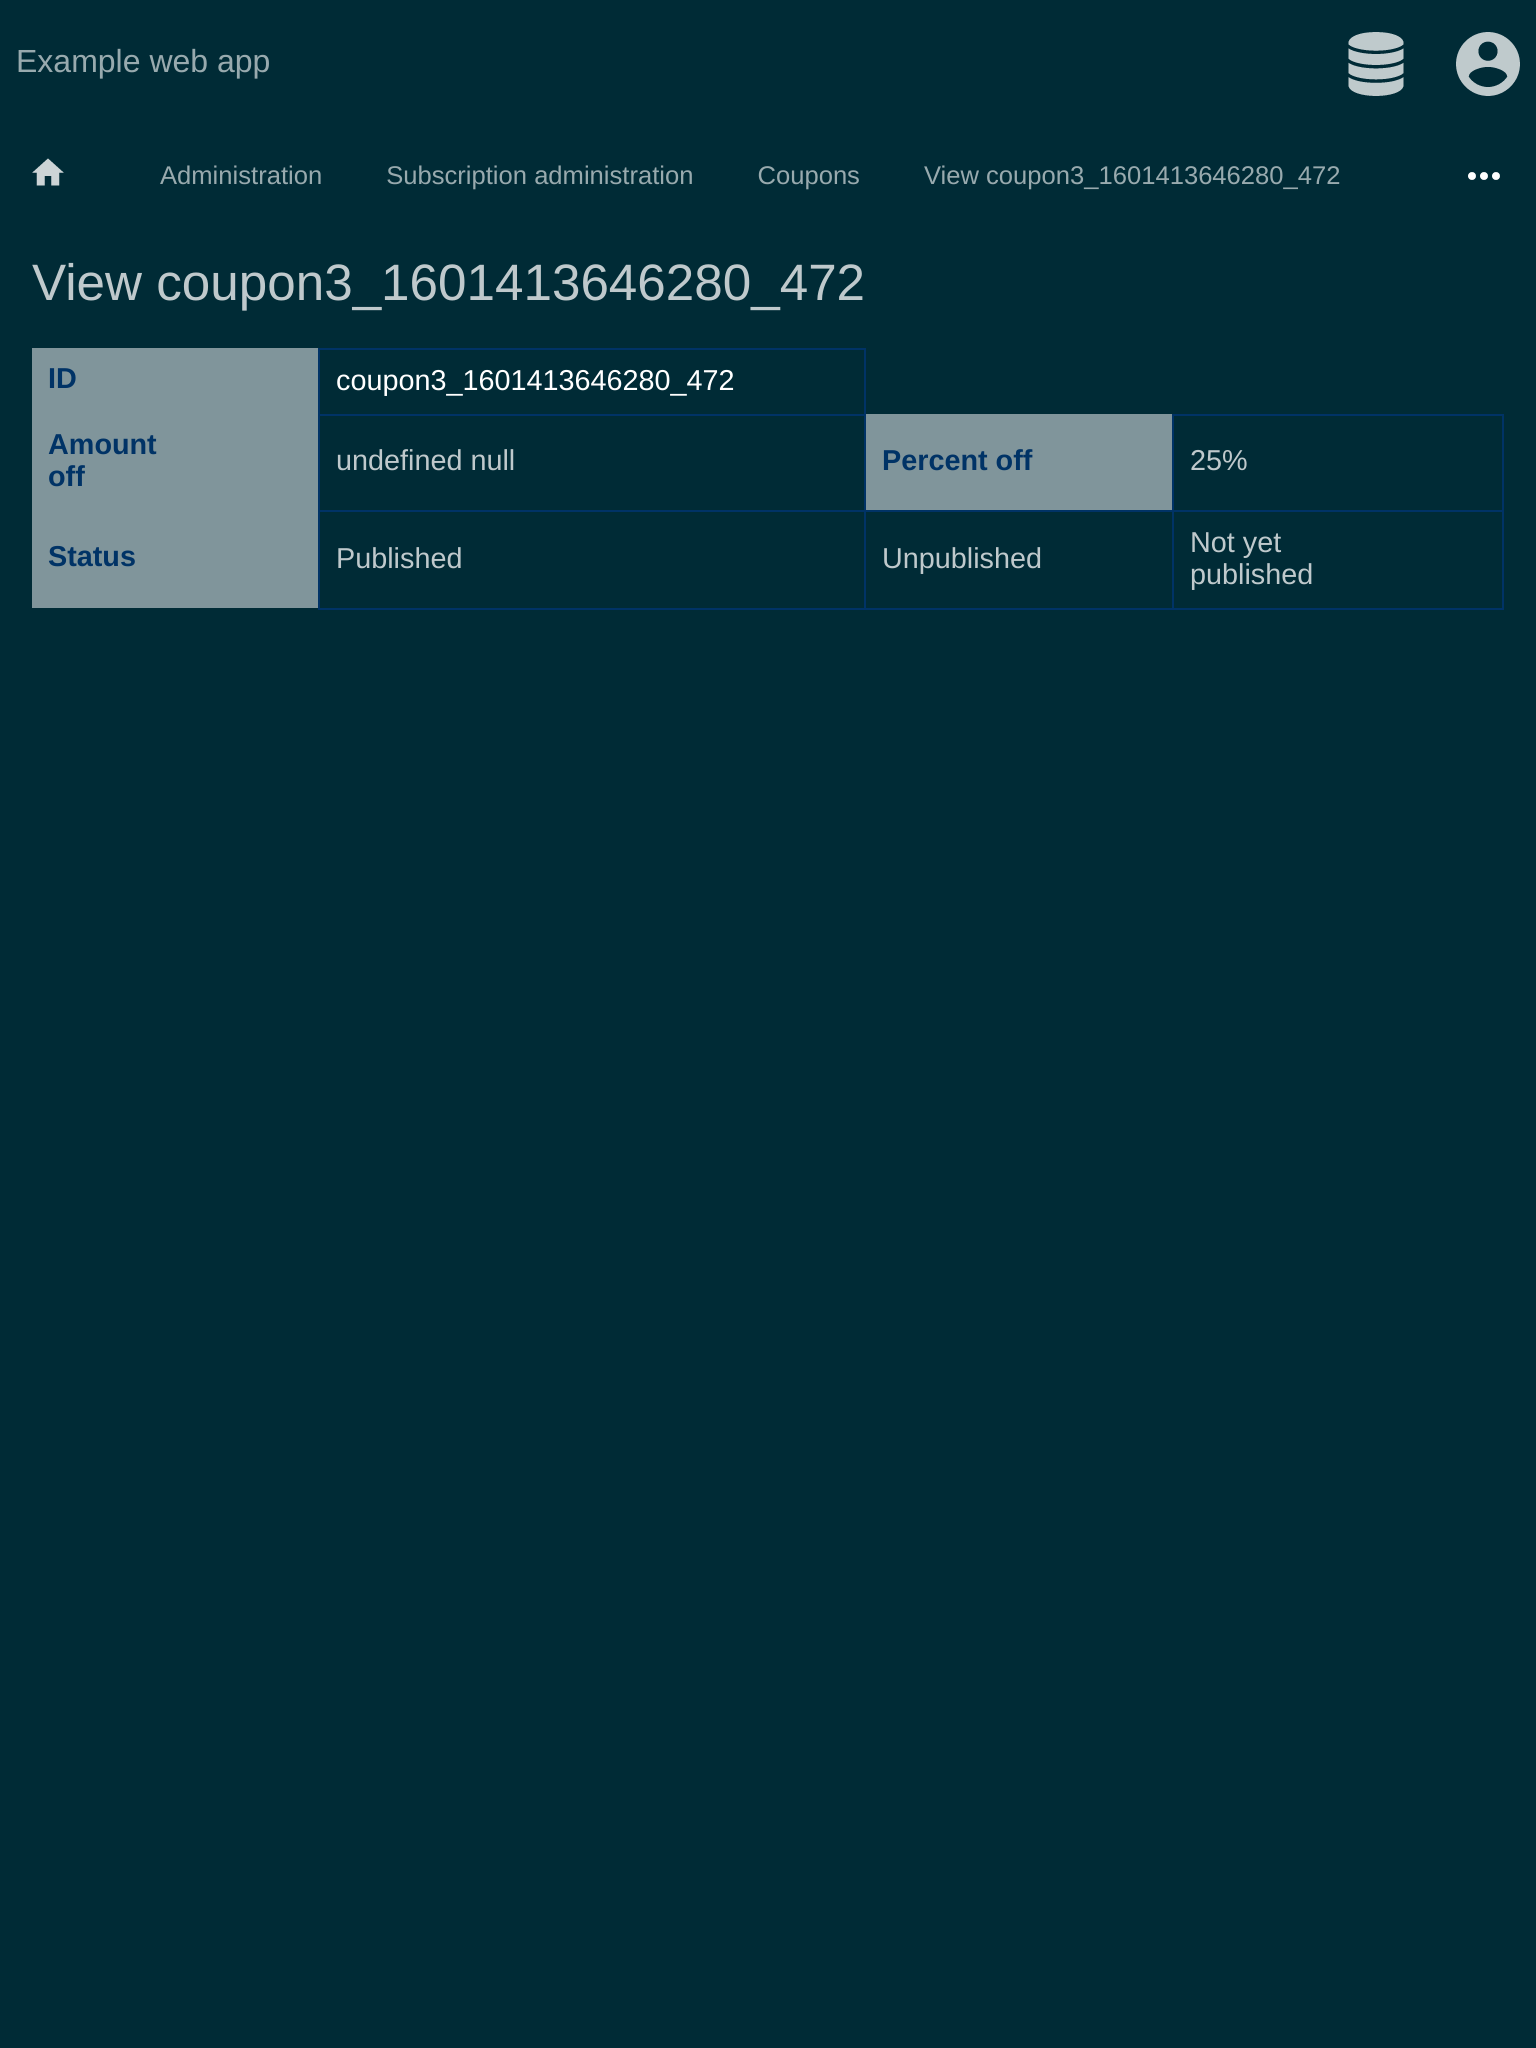 Example web app
Administration Subscription administration Coupons View coupon3_1601413646280_472
View coupon3_1601413646280_472
ID coupon3_1601413646280_472
Amount
off undefined null Percent off 25%
Status Published Unpublished Not yet
published